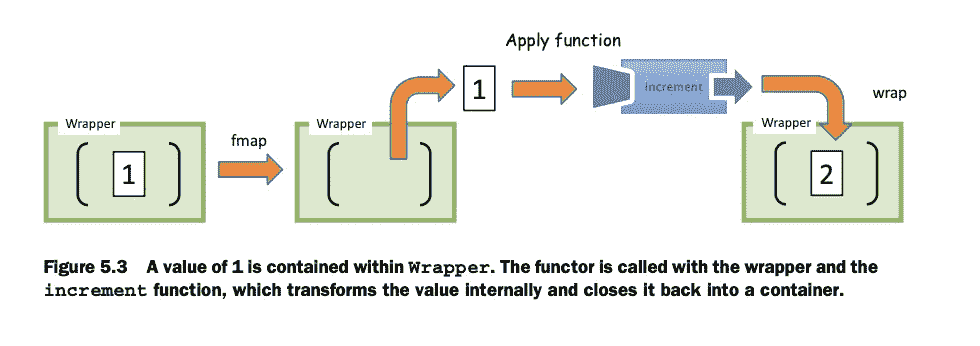 Apply function
Wrapper
1
fmap
Wrapper
1
increment
wrap
Wrapper
2
Figure 5.3 A value of 1 is contained within Wrapper. The functor is called with the wrapper and the
increment function, which transforms the value internally and closes it back into a container.